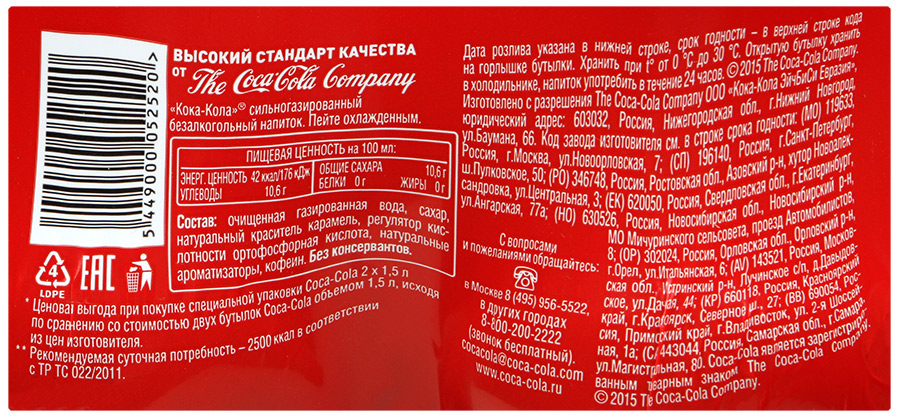 5 449000 052520
ВЫСОКИЙ СТАНДАРТ КАЧЕСТВА
от The Coca-Cola Company
«Кока-Кола»® сильногазированный
безалкогольный напиток. Пейте охлажденным.
ПИЩЕВАЯ ЦЕННОСТЬ на 100 мл:
ЭНЕРГ. ЦЕННОСТЬ 42 ккал/176 кДж ОБЩИЕ САХАРА 10,6 г
УГЛЕВОДЫ 10,6 г БЕЛКИ 0 г ЖИРЫ 0 г
Состав: очищенная газированная вода, сахар,
натуральный краситель карамель, регулятор кис-
лотности ортофосфорная кислота, натуральные
ароматизаторы, кофеин. Без консервантов.
4
LDPE
ЕАС
* Ценовая выгода при покупке специальной упаковки Coca-Cola 2 x 1,5 л
по сравнению со стоимостью двух бутылок Coca-Cola объемом 1,5 л, исходя
из цен изготовителя.
** Рекомендуемая суточная потребность – 2500 ккал в соответствии
с ТР ТС 022/2011.
Дата розлива указана в нижней строке, срок годности – в верхней строке кода
на горлышке бутылки. Хранить при t° от 0 °С до 30 °С. Открытую бутылку хранить
в холодильнике, напиток употребить в течение 24 часов. © 2015 The Coca-Cola Company.
Изготовлено с разрешения The Coca-Cola Company ООО «Кока-Кола ЭйчБиСи Евразия»,
юридический адрес: 603032, Россия, Нижегородская обл., г.Нижний Новгород,
ул.Баумана, 66. Код завода изготовителя см. в строке срока годности: (МО) 119633,
Россия, г.Москва, ул.Новоорловская, 7; (СП) 196140, Россия, г.Санкт-Петербург,
ш.Пулковское, 50; (РО) 346748, Россия, Ростовская обл., Азовский р-н, хутор Новоалек-
сандровка, ул.Центральная, 3; (ЕК) 620050, Россия, Свердловская обл., г.Екатеринбург,
ул.Ангарская, 77а; (НО) 630526, Россия, Новосибирская обл., Новосибирский р-н,
МО Мичуринского сельсовета, проезд Автомобилистов,
8; (ОР) 302024, Россия, Орловская обл., Орловский р-н,
г.Орел, ул.Итальянская, 6; (AV) 143521, Россия, Москов-
ская обл., Истринский р-н, Лучинское с/п, д.Давыдов-
ское, ул.Дачая, 44; (КР) 660118, Россия, Красноярский
край, г.Красноярск, Северное ш., 27; (ВВ) 690054, Рос-
сия, Приморский край, г.Владивосток, ул. 2-я Шоссей-
ная, 1а; (С) 443044, Россия, Самарская обл., г.Самара,
ул.Магистральная, 80. Coca-Cola является зарегистриро-
ванным товарным знаком The Coca-Cola Company.
© 2015 The Coca-Cola Company.
С вопросами
и пожеланиями обращайтесь:
в Москве 8 (495) 956-5522,
в других городах
8-800-200-2222
(звонок бесплатный).
cocacola@cocacola.com
www.coca-cola.ru